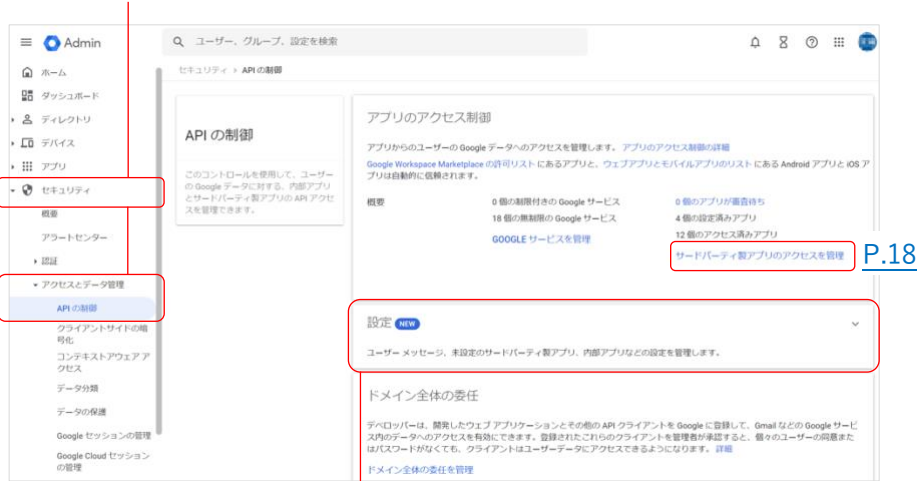 Admin
ユーザー、グループ、設定を検索
ホーム
ダッシュボード
ディレクトリ
デバイス
アプリ
セキュリティ
概要
アラートセンター
認証
アクセスとデータ管理
API の制御
クライアントサイドの暗
号化
コンテキストアウェア ア
クセス
データ分類
データの保護
Google セッションの管理
Google Cloud セッション
の管理
セキュリティ > API の制御
API の制御
このコントロールを使用して、ユーザー
の Google データに対する、内部アプリ
とサードパーティ製アプリの API アクセ
スを管理できます。
アプリのアクセス制御
アプリからのユーザーの Google データへのアクセスを管理します。 アプリのアクセス制御の詳細
Google Workspace Marketplace の許可リスト にあるアプリと、ウェブアプリとモバイルアプリのリスト にある Android アプリと iOS ア
プリは自動的に信頼されます。
概要
0 個の制限付きの Google サービス
18 個の無制限の Google サービス
GOOGLE サービスを管理
0 個のアプリが審査待ち
4 個の設定済みアプリ
12 個のアクセス済みアプリ
サードパーティ製アプリのアクセスを管理
P.18
設定 NEW
ユーザー メッセージ、未設定のサードパーティ製アプリ、内部アプリなどの設定を管理します。
ドメイン全体の委任
デベロッパーは、開発したウェブ アプリケーションとその他の API クライアントを Google に登録して、Gmail などの Google サービ
ス内のデータへのアクセスを有効にできます。登録されたこれらのクライアントを管理者が承認すると、個々のユーザーの同意また
はパスワードがなくても、クライアントはユーザーデータにアクセスできるようになります。 詳細
ドメイン全体の委任を管理